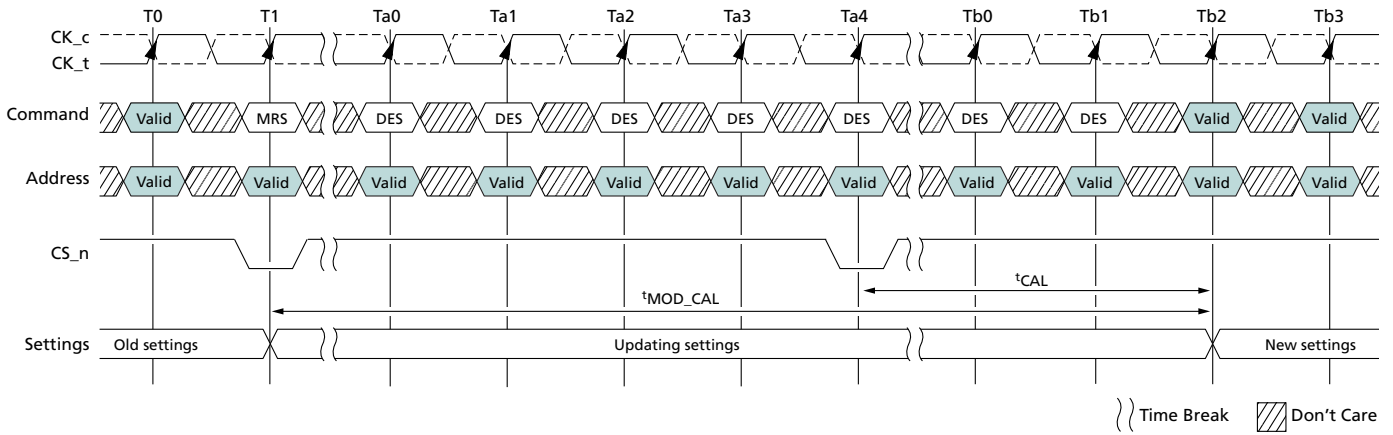 T0 T1 Ta0 Ta1 Ta2 Ta3 Ta4 Tb0 Tb1 Tb2 Tb3
CK_c
CK_t
Command Valid MRS DES DES DES DES DES DES DES Valid Valid
Address Valid Valid Valid Valid Valid Valid Valid Valid Valid Valid Valid
CS_n
tCAL
tMOD_CAL
Settings Old settings Updating settings New settings
Time Break Don't Care